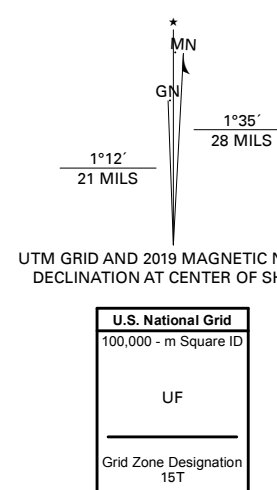 ★
MN
GN
1°35´
28 MILS
1°12´
21 MILS
UTM GRID AND 2019 MAGNETIC N
DECLINATION AT CENTER OF SH
U.S. National Grid
100,000 - m Square ID
UF
Grid Zone Designation
15T